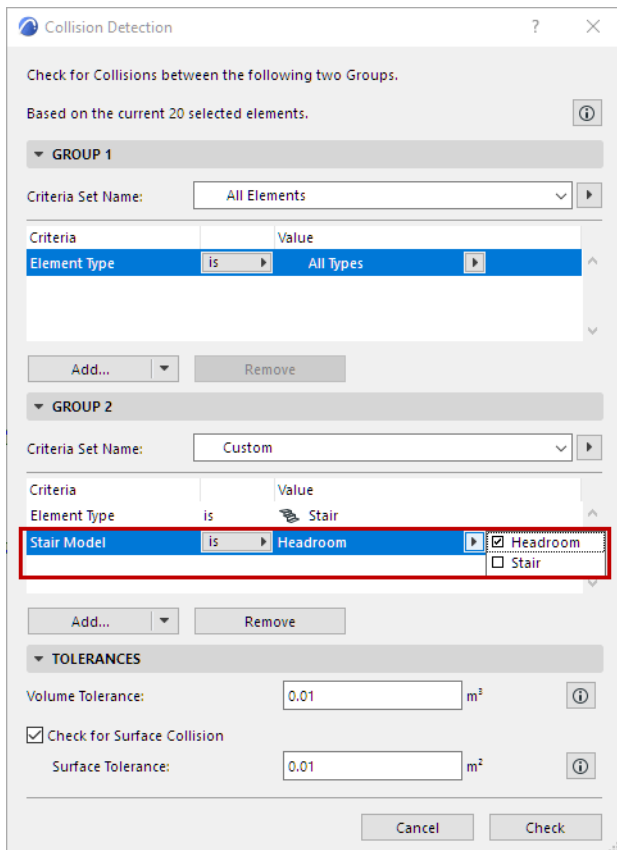 Collision Detection ?
Check for Collisions between the following two Groups.
Based on the current 20 selected elements.
GROUP 1
Criteria Set Name: All Elements
Criteria Value
Element Type is All Types
Add... Remove
GROUP 2
Criteria Set Name: Custom
Criteria Value
Element Type is Stair
Stair Model is Headroom Headroom
Stair
Add... Remove
TOLERANCES
Volume Tolerance: 0.01 m³
Check for Surface Collision
Surface Tolerance: 0.01 m²
Cancel Check